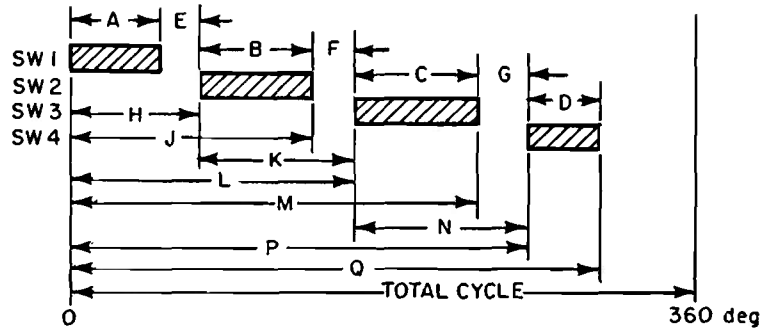 A E
B F
SW 1
C G
SW 2
D
SW 3
H
SW 4
J
K
L
M
N
P
Q
TOTAL CYCLE
0 360 deg